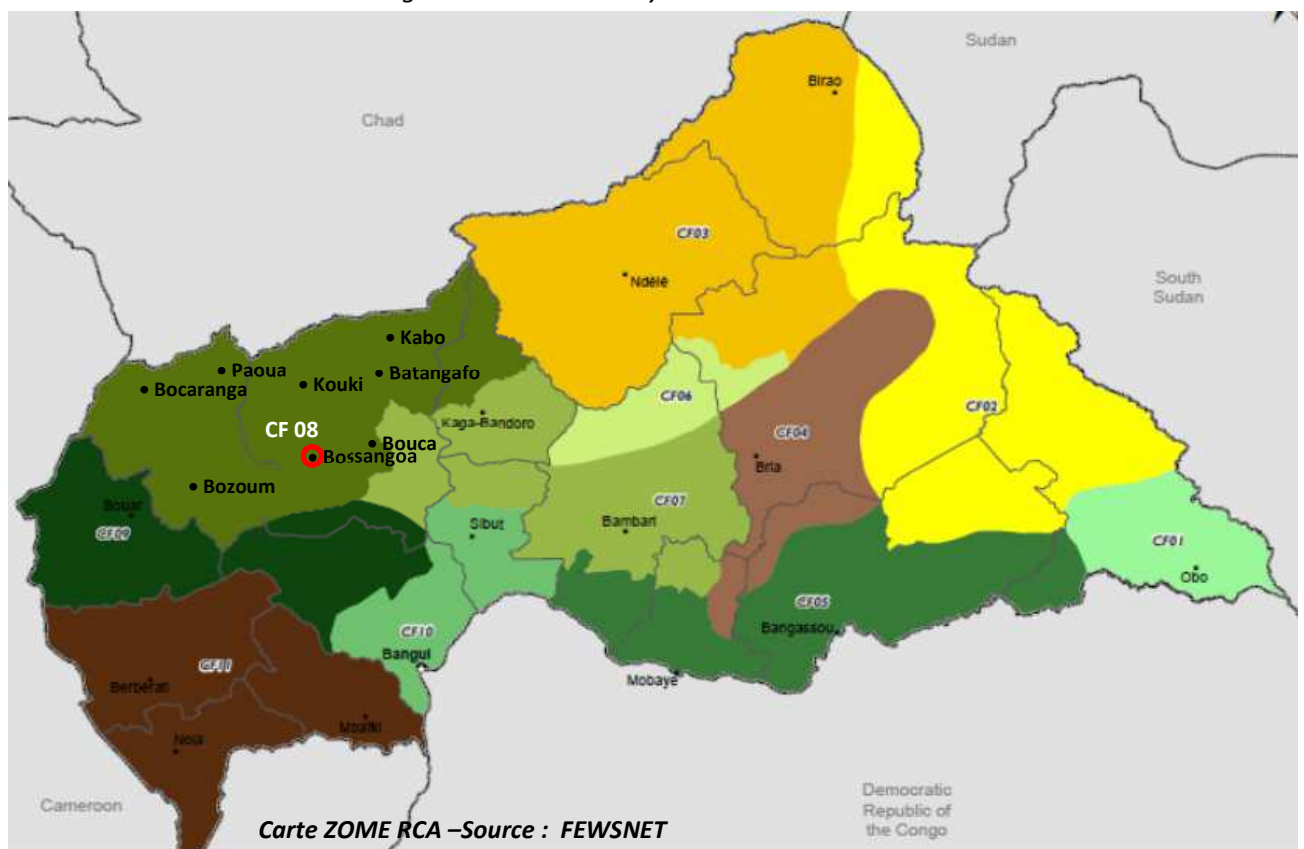 Sudan
Birao
Chad
CF03
Ndélé
South
Sudan
Kabo
Paoua
Batangafo
Bocaranga
Kouki
CF06
CF02
Kaga-Bandoro
CF 08
Bouca
CF04
Bossangoa
Bria
Bozoum
Bouar
CF07
Sibut
Bambari
CF09
CF01
Obo
CF05
CF10
Bangassou
Bangui
CF11
Mobaye
Berbérati
Mbaïki
Nola
Cameroon
Democratic
Republic of
the Congo
Carte ZOME RCA –Source : FEWSNET